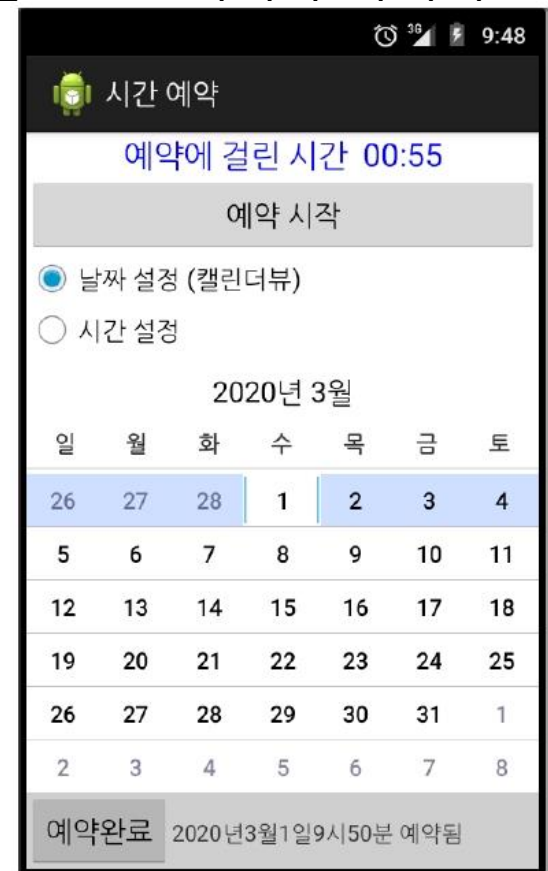 3G 9:48
시간 예약
예약에 걸린 시간 00:55
예약 시작
날짜 설정 (캘린더뷰)
시간 설정
2020년 3월
일 월 화 수 목 금 토
26 27 28 1 2 3 4
5 6 7 8 9 10 11
12 13 14 15 16 17 18
19 20 21 22 23 24 25
26 27 28 29 30 31 1
2 3 4 5 6 7 8
예약완료 2020년3월1일9시50분 예약됨